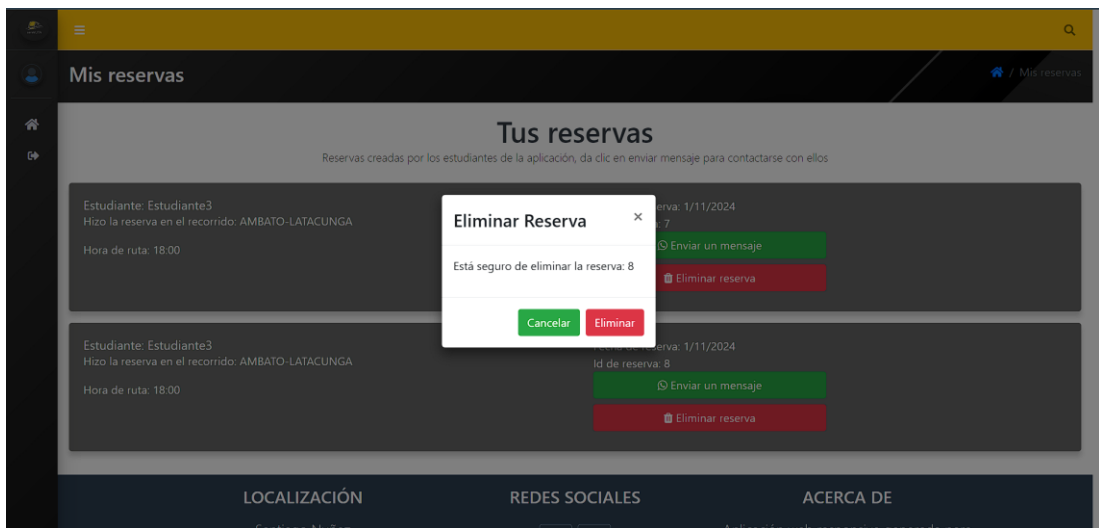 Mis reservas
/ Mis reservas
Tus reservas
Reservas creadas por los estudiantes de la aplicación, da clic en enviar mensaje para contactarse con ellos
Estudiante: Estudiante3
Hizo la reserva en el recorrido: AMBATO-LATACUNGA
Hora de ruta: 18:00
erva: 1/11/2024
: 7
Enviar un mensaje
Eliminar reserva
Eliminar Reserva ×
Está seguro de eliminar la reserva: 8
Cancelar Eliminar
Estudiante: Estudiante3
Hizo la reserva en el recorrido: AMBATO-LATACUNGA
Hora de ruta: 18:00
Fecha de reserva: 1/11/2024
Id de reserva: 8
Enviar un mensaje
Eliminar reserva
LOCALIZACIÓN
REDES SOCIALES
ACERCA DE